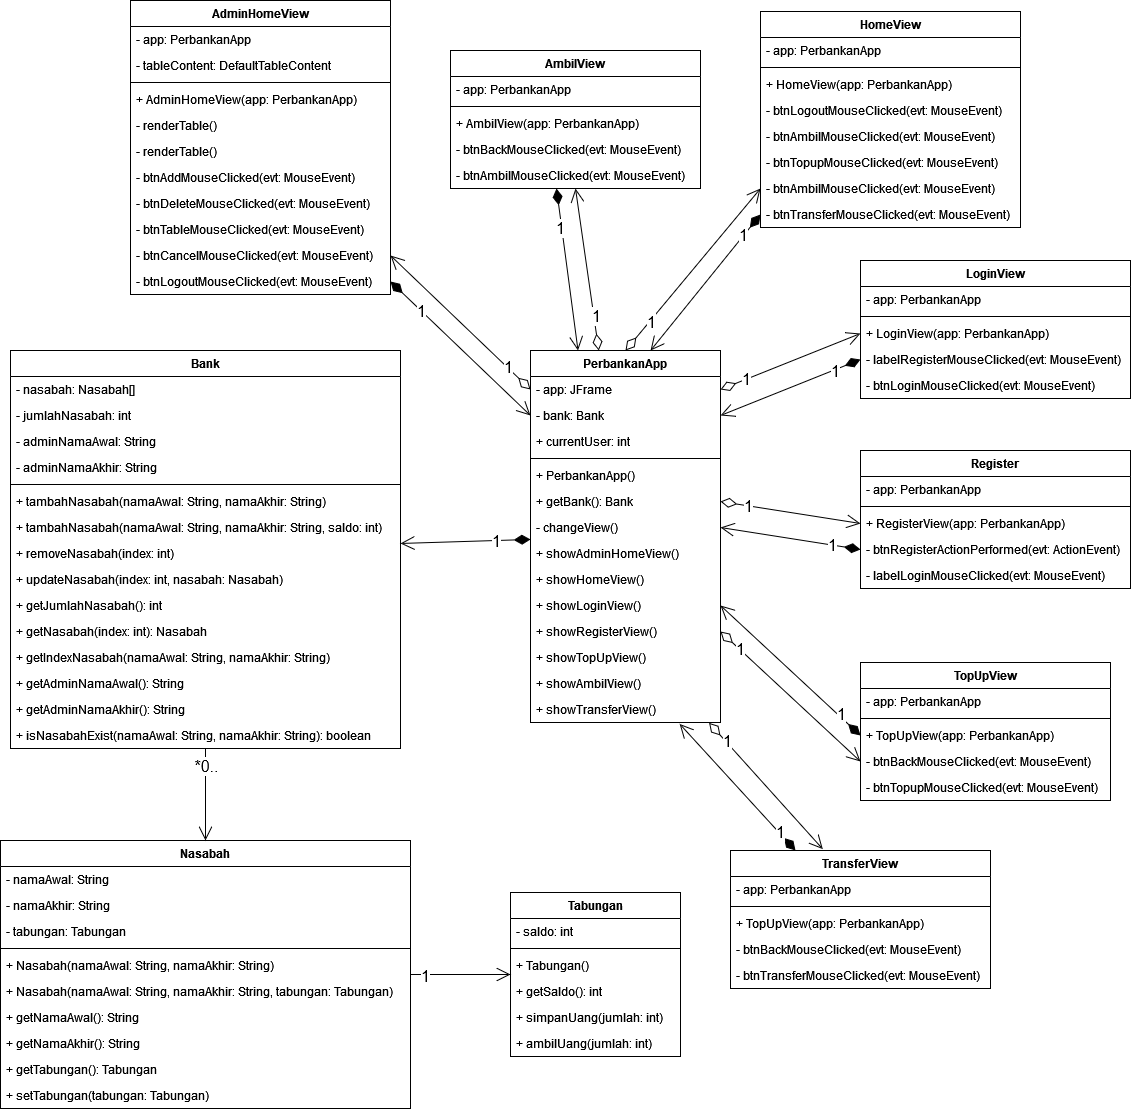 AdminHomeView
- app: PerbankanApp
- tableContent: DefaultTableContent
+ AdminHomeView(app: PerbankanApp)
- renderTable()
- renderTable()
- btnAddMouseClicked(evt: MouseEvent)
- btnDeleteMouseClicked(evt: MouseEvent)
- btnTableMouseClicked(evt: MouseEvent)
- btnCancelMouseClicked(evt: MouseEvent)
- btnLogoutMouseClicked(evt: MouseEvent)
AmbilView
- app: PerbankanApp
+ AmbilView(app: PerbankanApp)
- btnBackMouseClicked(evt: MouseEvent)
- btnAmbilMouseClicked(evt: MouseEvent)
HomeView
- app: PerbankanApp
+ HomeView(app: PerbankanApp)
- btnLogoutMouseClicked(evt: MouseEvent)
- btnAmbilMouseClicked(evt: MouseEvent)
- btnTopupMouseClicked(evt: MouseEvent)
- btnAmbilMouseClicked(evt: MouseEvent)
- btnTransferMouseClicked(evt: MouseEvent)
1
1
1
1
1
1
LoginView
- app: PerbankanApp
+ LoginView(app: PerbankanApp)
- labelRegisterMouseClicked(evt: MouseEvent)
- btnLoginMouseClicked(evt: MouseEvent)
1
1
Bank
- nasabah: Nasabah[]
- jumlahNasabah: int
- adminNamaAwal: String
- adminNamaAkhir: String
+ tambahNasabah(namaAwal: String, namaAkhir: String)
+ tambahNasabah(namaAwal: String, namaAkhir: String, saldo: int)
+ removeNasabah(index: int)
+ updateNasabah(index: int, nasabah: Nasabah)
+ getJumlahNasabah(): int
+ getNasabah(index: int): Nasabah
+ getIndexNasabah(namaAwal: String, namaAkhir: String)
+ getAdminNamaAwal(): String
+ getAdminNamaAkhir(): String
+ isNasabahExist(namaAwal: String, namaAkhir: String): boolean
1
PerbankanApp
- app: JFrame
- bank: Bank
+ currentUser: int
+ PerbankanApp()
+ getBank(): Bank
- changeView()
+ showAdminHomeView()
+ showHomeView()
+ showLoginView()
+ showRegisterView()
+ showTopUpView()
+ showAmbilView()
+ showTransferView()
Register
- app: PerbankanApp
+ RegisterView(app: PerbankanApp)
- btnRegisterActionPerformed(evt: ActionEvent)
- labelLoginMouseClicked(evt: MouseEvent)
1
1
TopUpView
- app: PerbankanApp
+ TopUpView(app: PerbankanApp)
- btnBackMouseClicked(evt: MouseEvent)
- btnTopupMouseClicked(evt: MouseEvent)
1
1
*0..
1
1
Nasabah
- namaAwal: String
- namaAkhir: String
- tabungan: Tabungan
+ Nasabah(namaAwal: String, namaAkhir: String)
+ Nasabah(namaAwal: String, namaAkhir: String, tabungan: Tabungan)
+ getNamaAwal(): String
+ getNamaAkhir(): String
+ getTabungan(): Tabungan
+ setTabungan(tabungan: Tabungan)
1
Tabungan
- saldo: int
+ Tabungan()
+ getSaldo(): int
+ simpanUang(jumlah: int)
+ ambilUang(jumlah: int)
TransferView
- app: PerbankanApp
+ TopUpView(app: PerbankanApp)
- btnBackMouseClicked(evt: MouseEvent)
- btnTransferMouseClicked(evt: MouseEvent)